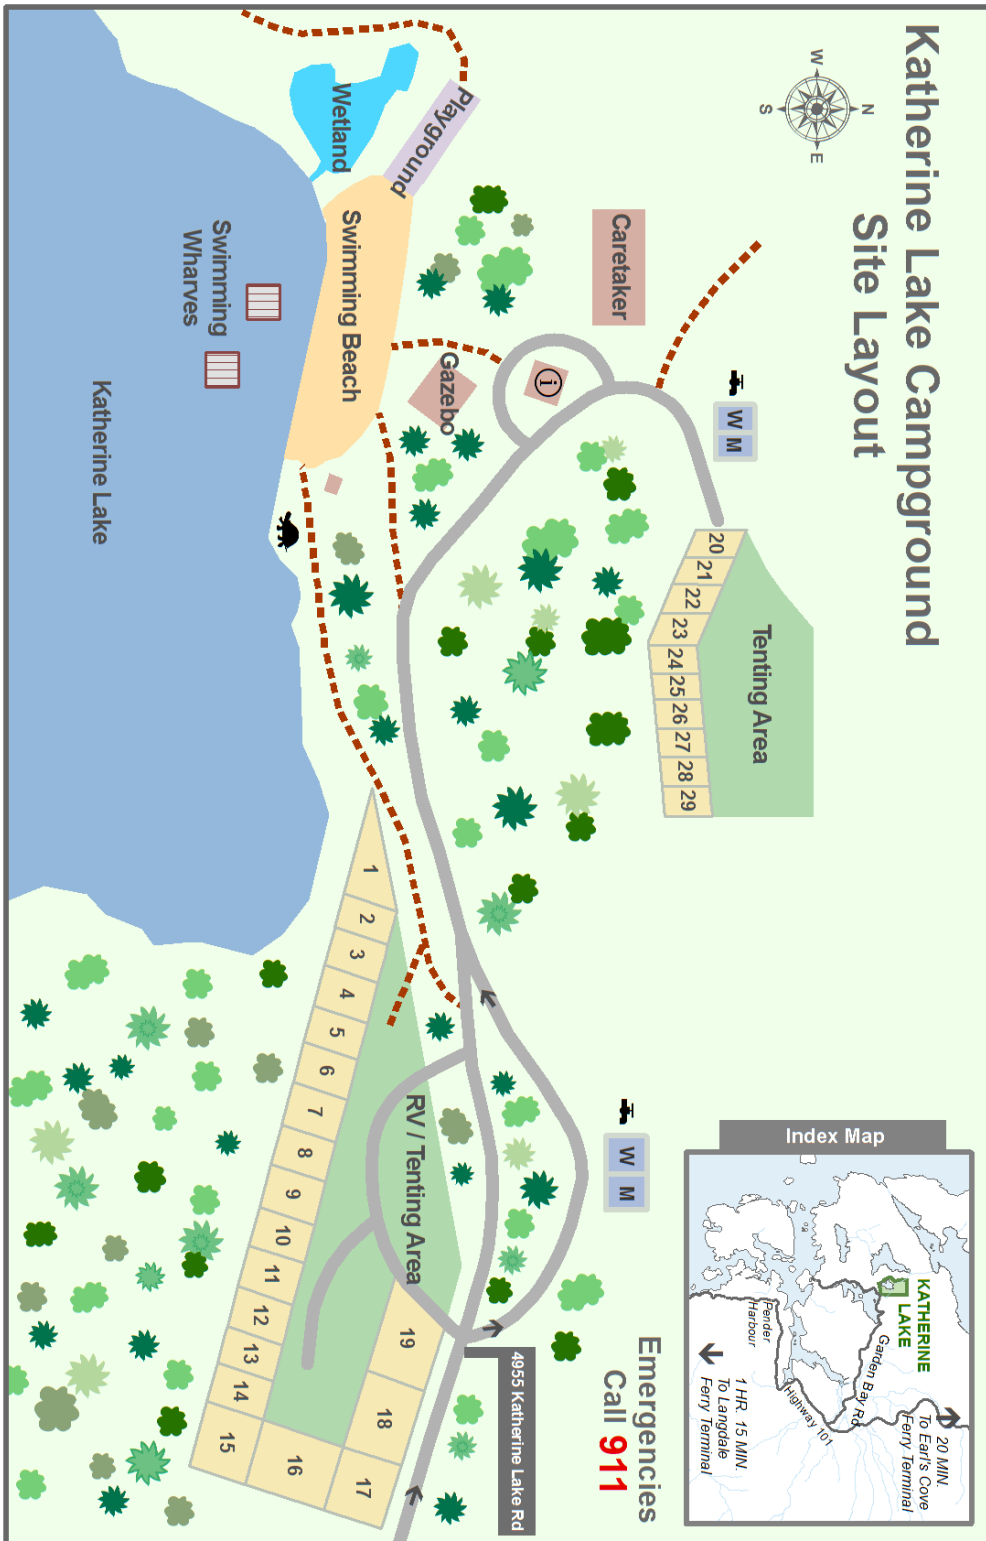 Katherine Lake Campground
Site Layout
W
N
S
E
Caretaker
Playground
Wetland
Swimming Beach
Swimming
Wharves
Gazebo
i
Katherine Lake
W M
Tenting Area
20
21
22
23
24
25
26
27
28
29
1
2
3
4
5
6
7
8
9
10
11
12
13
14
15
16
17
18
19
RV / Tenting Area
W M
Emergencies
Call 911
4955 Katherine Lake Rd
Index Map
KATHERINE
LAKE
Garden Bay Rd
Pender
Harbour
Highway 101
20 MIN.
To Earl's Cove
Ferry Terminal
1 HR. 15 MIN.
To Langdale
Ferry Terminal